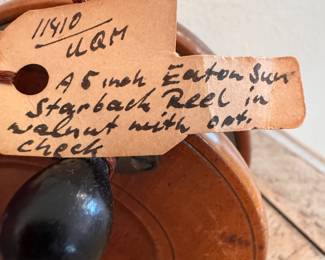 11410
UQM
A 5 inch Eaton Sun
Starback Reel in
walnut with opt.
check